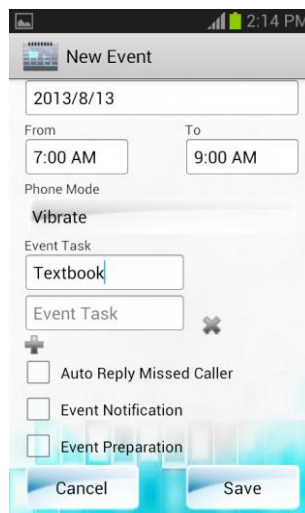 2:14 PM
New Event
2013/8/13
From To
7:00 AM 9:00 AM
Phone Mode
Vibrate
Event Task
Textbook
Event Task
Auto Reply Missed Caller
Event Notification
Event Preparation
Cancel Save